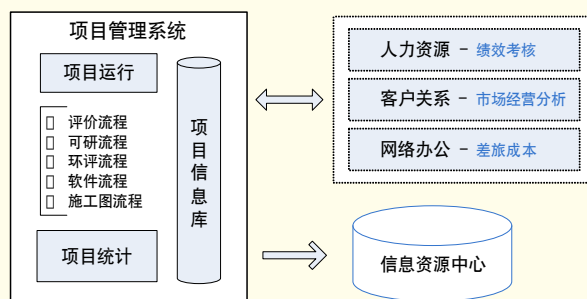 项目管理系统
项目运行
评价流程
可研流程
环评流程
软件流程
施工图流程
项目统计
项目信息库
人力资源 – 绩效考核
客户关系 – 市场经营分析
网络办公 – 差旅成本
信息资源中心